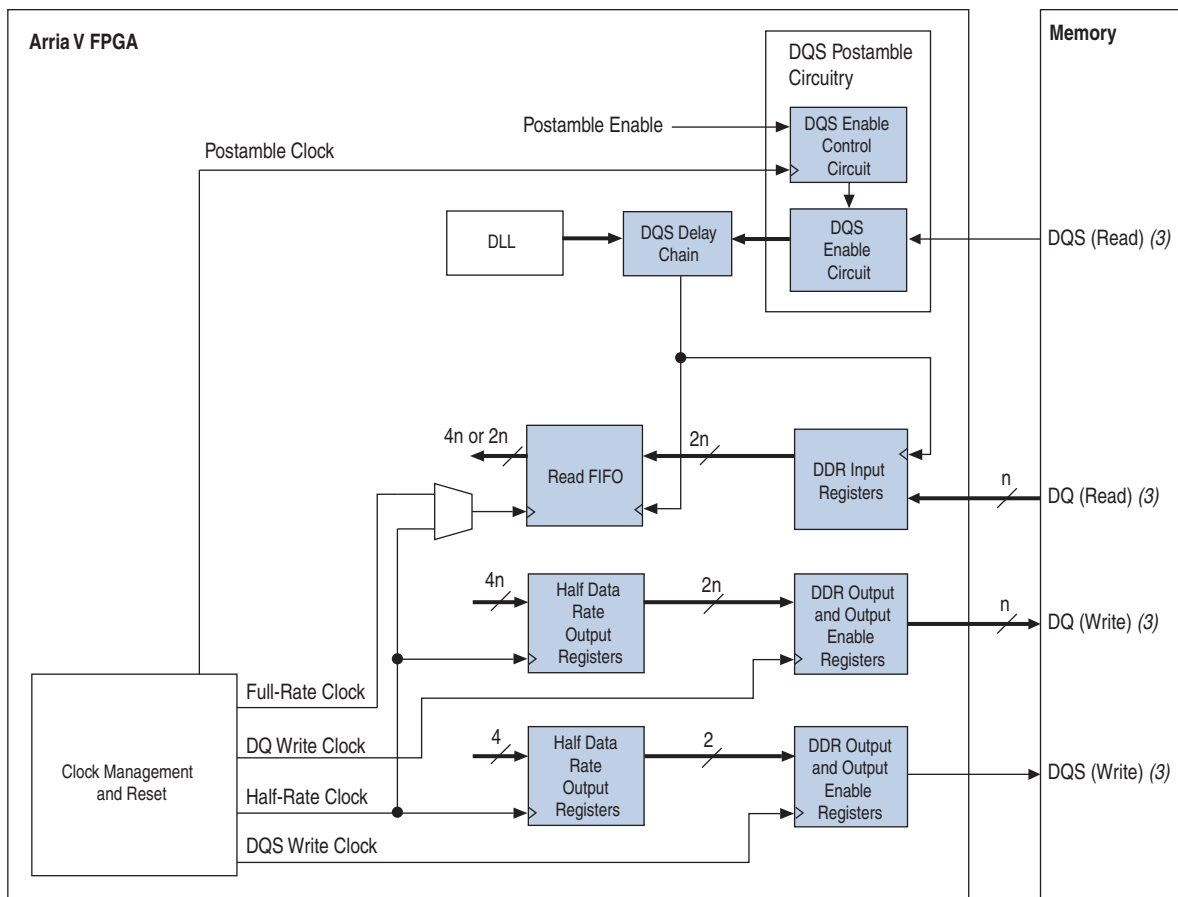 Arria V FPGA
Memory
DQS Postamble
Circuitry
Postamble Enable
DQS Enable
Control
Circuit
Postamble Clock
DLL
DQS Delay
Chain
DQS
Enable
Circuit
DQS (Read) (3)
4n or 2n
Read FIFO
2n
DDR Input
Registers
n
DQ (Read) (3)
4n
Half Data
Rate
Output
Registers
2n
DDR Output
and Output
Enable
Registers
n
DQ (Write) (3)
Clock Management
and Reset
Full-Rate Clock
DQ Write Clock
Half-Rate Clock
DQS Write Clock
4
Half Data
Rate
Output
Registers
2
DDR Output
and Output
Enable
Registers
DQS (Write) (3)